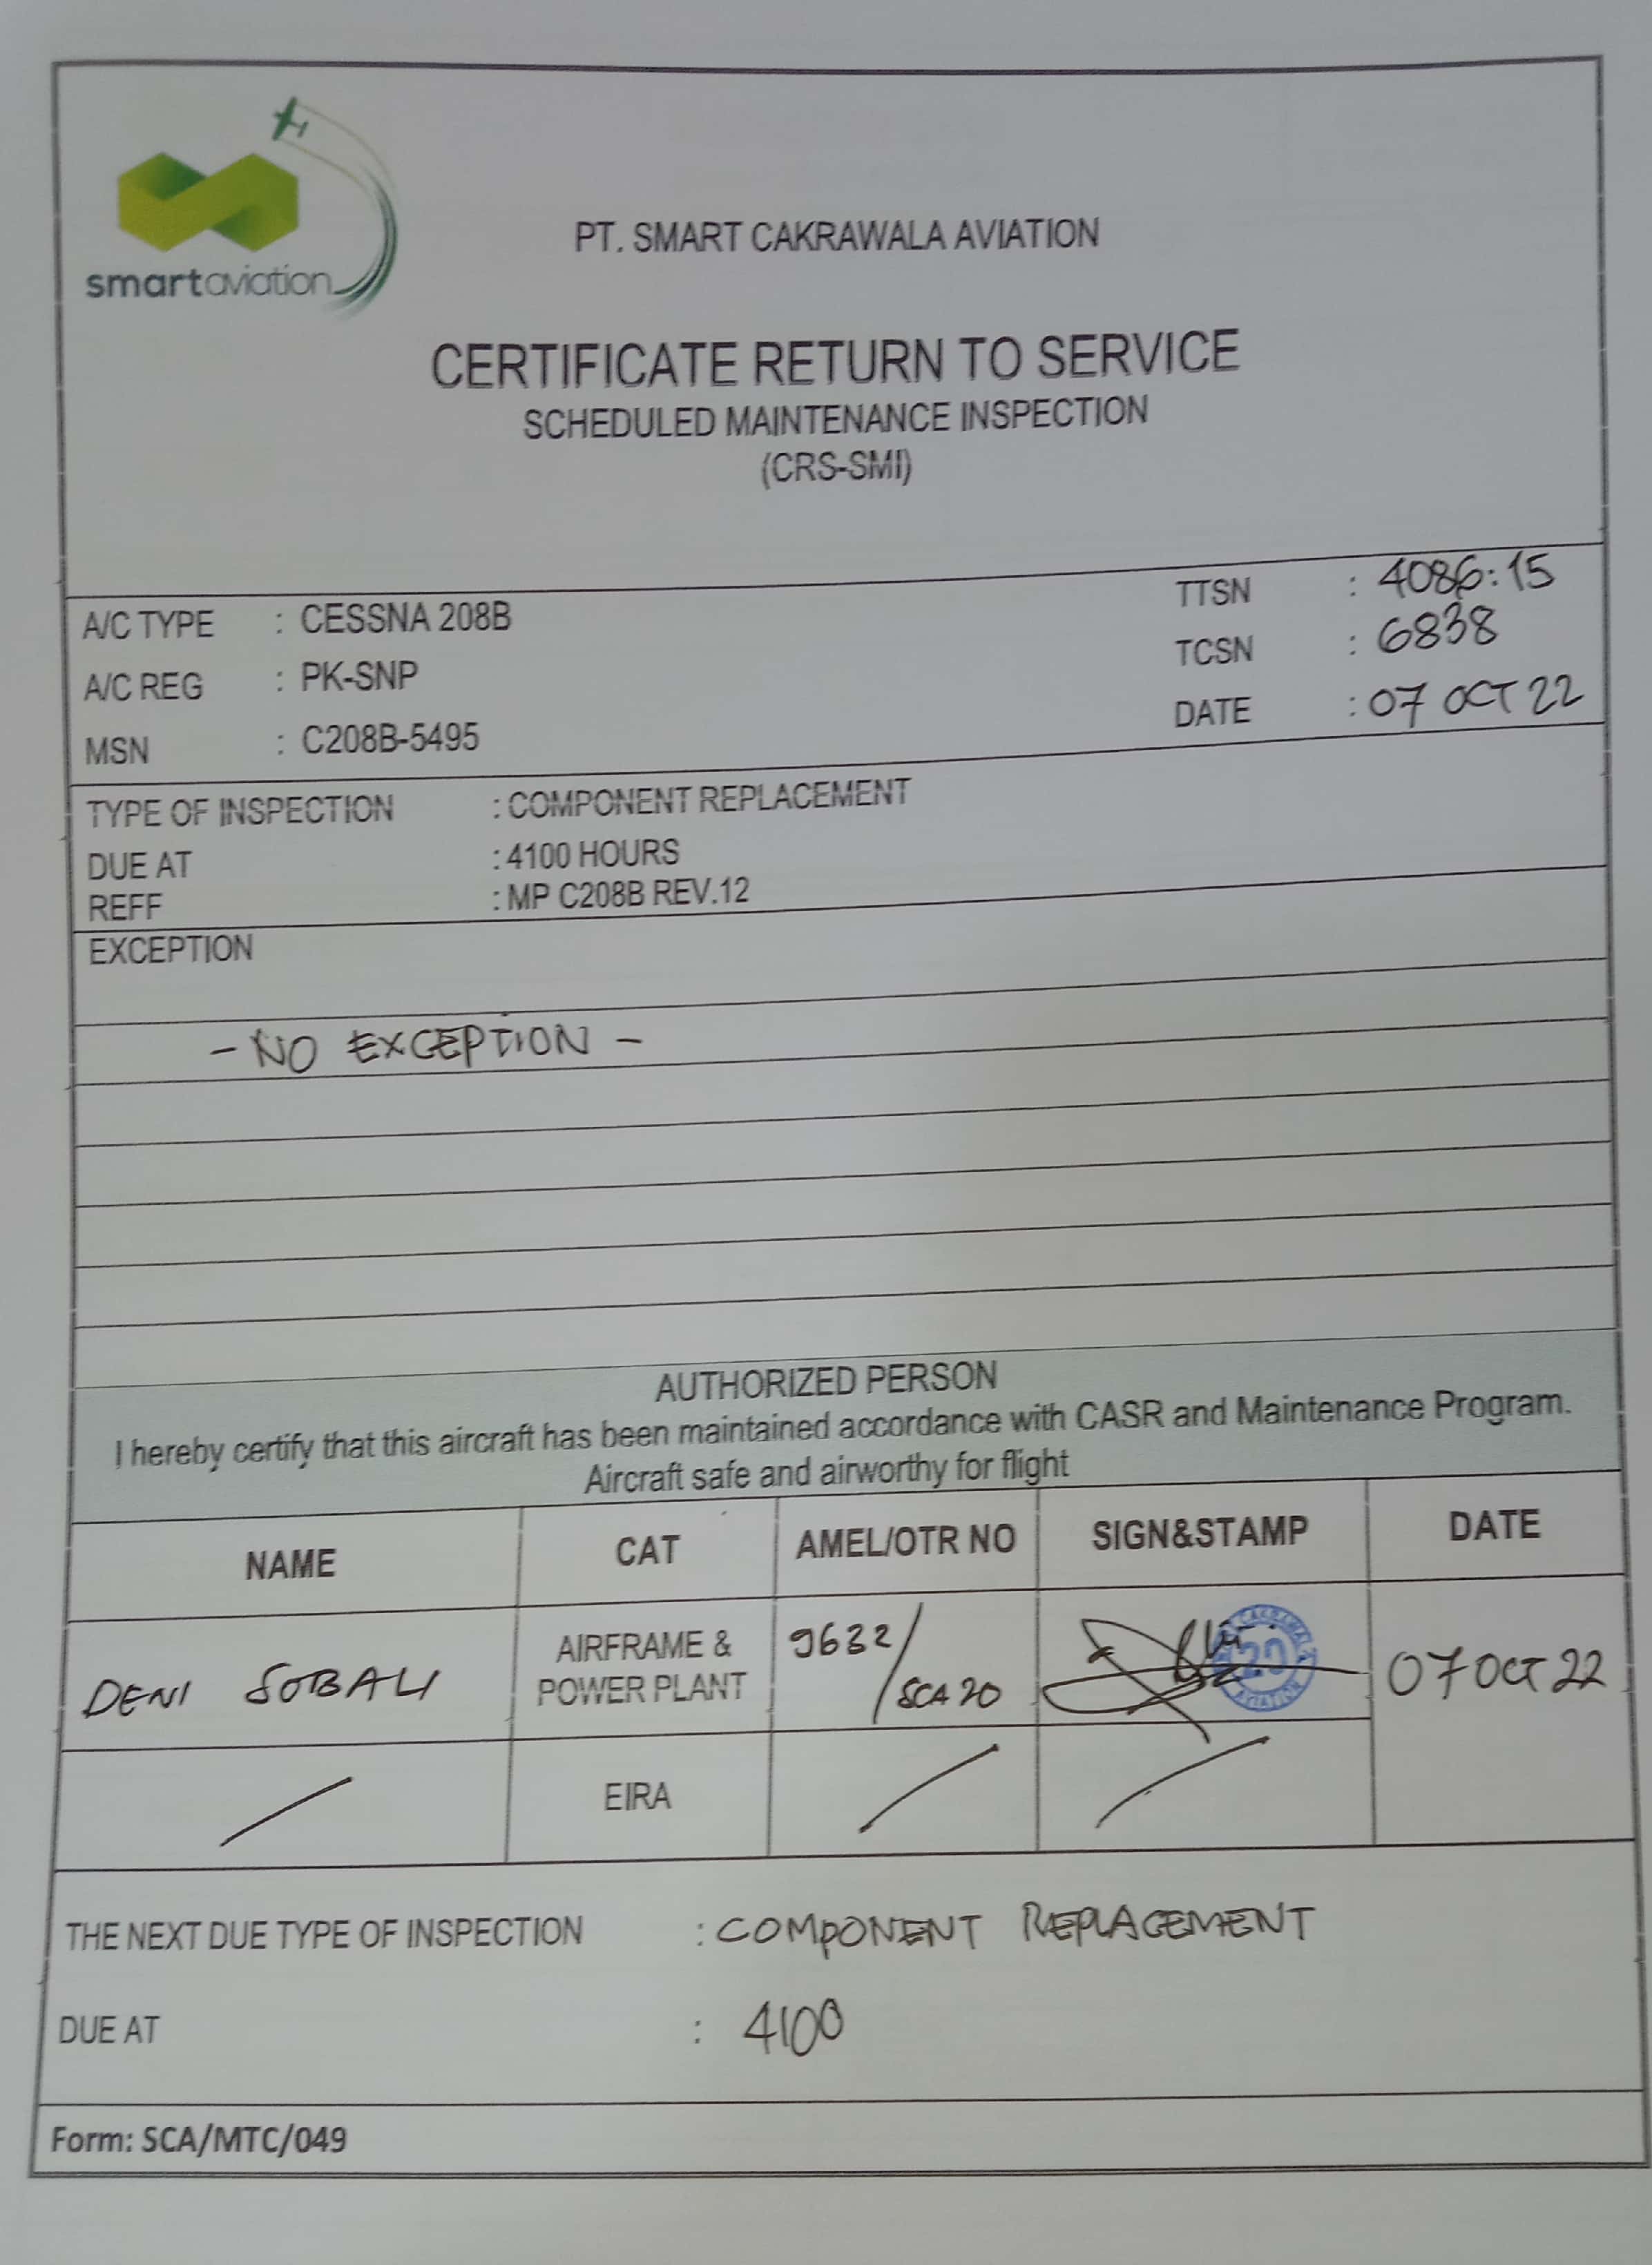 smartaviation
PT. SMART CAKRAWALA AVIATION
CERTIFICATE RETURN TO SERVICE
SCHEDULED MAINTENANCE INSPECTION
(CRS-SMI)
A/C TYPE : CESSNA 208B
A/C REG : PK-SNP
MSN : C208B-5495
TTSN : 4086:15
TCSN : 6838
DATE : 07 OCT 22
TYPE OF INSPECTION : COMPONENT REPLACEMENT
DUE AT : 4100 HOURS
REFF : MP C208B REV.12
EXCEPTION
- NO EXCEPTION -
AUTHORIZED PERSON
I hereby certify that this aircraft has been maintained accordance with CASR and Maintenance Program.
Aircraft safe and airworthy for flight
NAME CAT AMEL/OTR NO SIGN&STAMP DATE
DENI SOBALI AIRFRAME & POWER PLANT 9632/SCA 20 20 AVIATION 07 OCT 22
EIRA
THE NEXT DUE TYPE OF INSPECTION : COMPONENT REPLACEMENT
DUE AT : 4100
Form: SCA/MTC/049